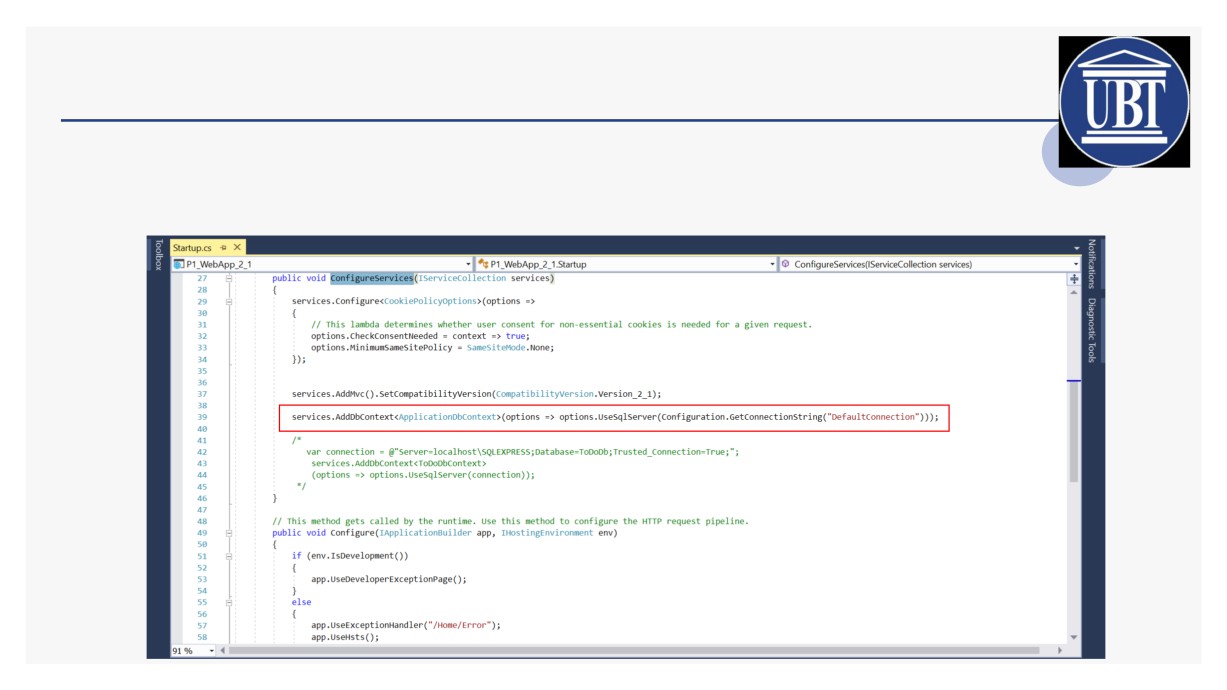 UBT
Toolbox
Startup.cs
P1_WebApp_2_1
P1_WebApp_2_1.Startup
ConfigureServices(IServiceCollection services)
Notifications
Diagnostic Tools
27 public void ConfigureServices(IServiceCollection services)
28 {
29 services.Configure<CookiePolicyOptions>(options =>
30 {
31 // This lambda determines whether user consent for non-essential cookies is needed for a given request.
32 options.CheckConsentNeeded = context => true;
33 options.MinimumSameSitePolicy = SameSiteMode.None;
34 });
35
36
37 services.AddMvc().SetCompatibilityVersion(CompatibilityVersion.Version_2_1);
38
39 services.AddDbContext<ApplicationDbContext>(options => options.UseSqlServer(Configuration.GetConnectionString("DefaultConnection")));
40
41 /*
42 var connection = @"Server=localhost\SQLEXPRESS;Database=ToDoDb;Trusted_Connection=True;";
43 services.AddDbContext<ToDoDbContext>
44 (options => options.UseSqlServer(connection));
45 */
46 }
47
48 // This method gets called by the runtime. Use this method to configure the HTTP request pipeline.
49 public void Configure(IApplicationBuilder app, IHostingEnvironment env)
50 {
51 if (env.IsDevelopment())
52 {
53 app.UseDeveloperExceptionPage();
54 }
55 else
56 {
57 app.UseExceptionHandler("/Home/Error");
58 app.UseHsts();
91 %